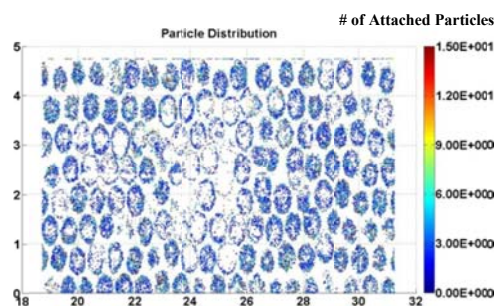 # of Attached Particles
Particle Distribution
5
4
3
2
1
0
18
20
22
24
26
28
30
32
1.50E+001
1.20E+001
9.00E+000
6.00E+000
3.00E+000
0.00E+000